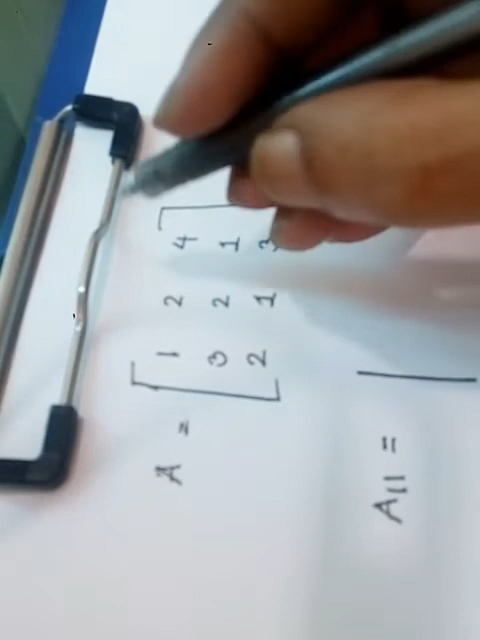 A = [ 1 2 4
3 2 1
2 1 3 ]
A11 = |